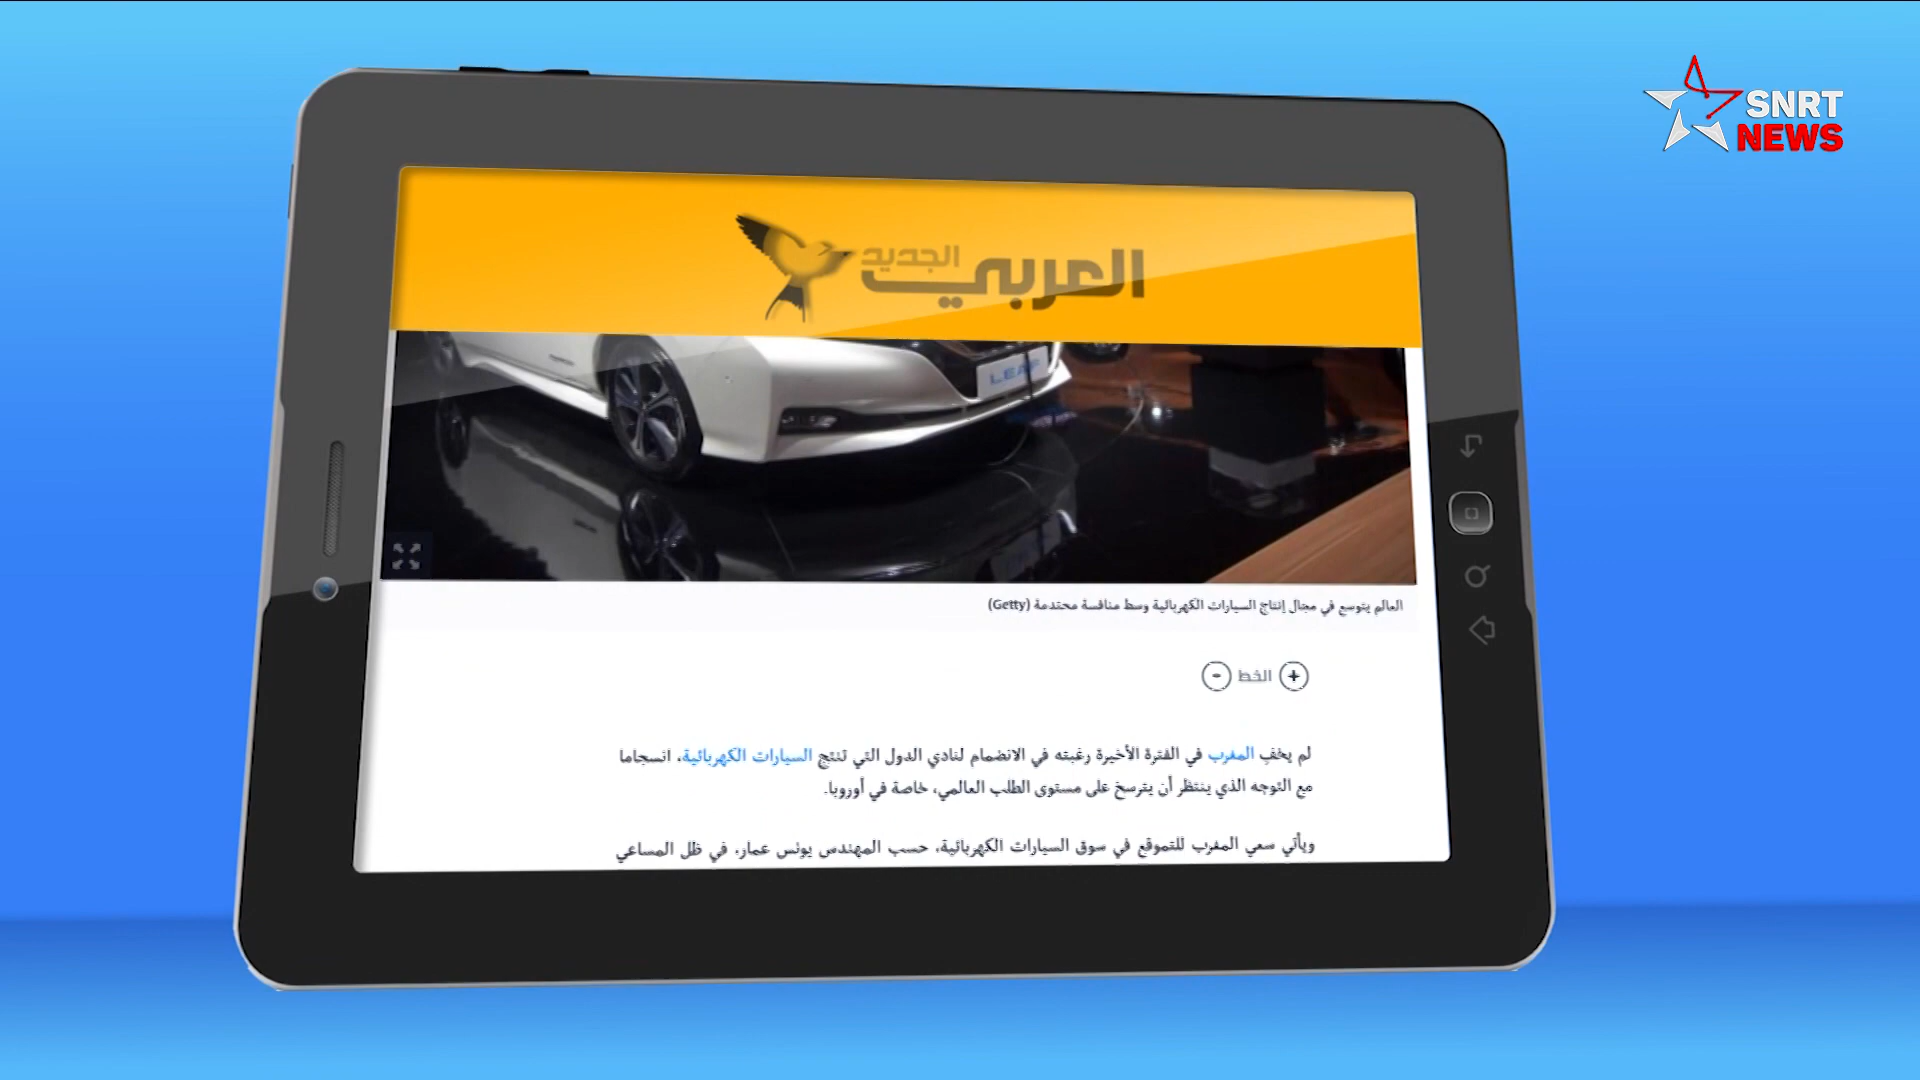 SNRT
NEWS
العربي الجديد
LEAF
العالم يتوسع في مجال إنتاج السيارات الكهربائية وسط منافسة محتدمة (Getty)
+ الخط -
لم يخفِ المغرب في الفترة الأخيرة رغبته في الانضمام لنادي الدول التي تنتج السيارات الكهربائية، انسجاما
مع التوجه الذي ينتظر أن يترسخ على مستوى الطلب العالمي، خاصة في أوروبا.
ويأتي سعي المغرب للتموقع في سوق السيارات الكهربائية، حسب المهندس يونس عمار، في ظل المساعي